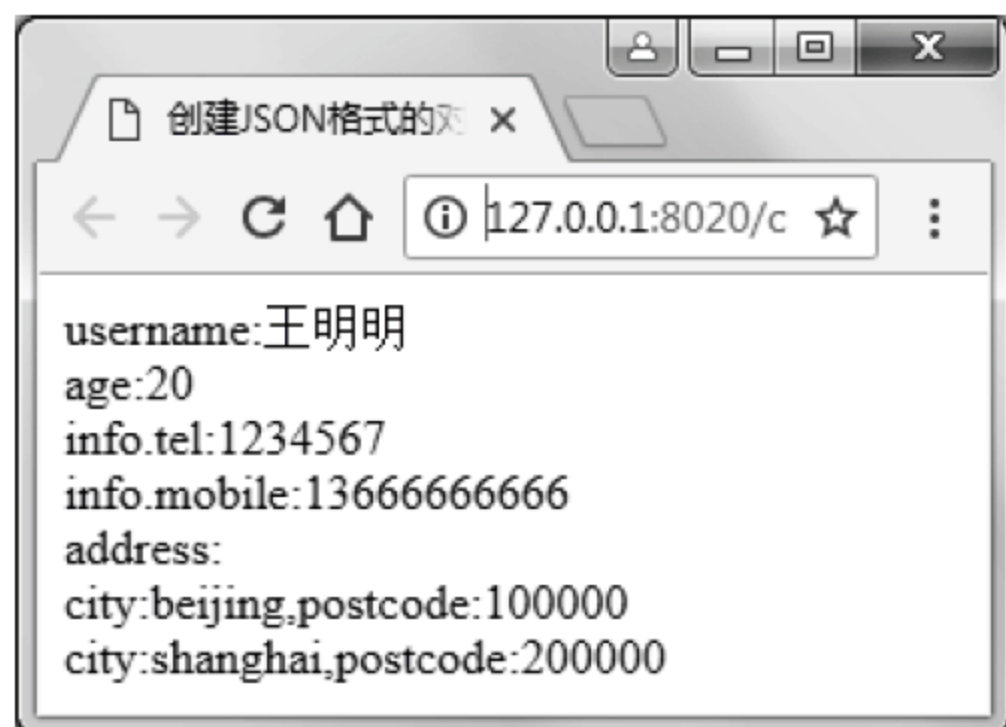 创建JSON格式的对
127.0.0.1:8020/c
username:王明明
age:20
info.tel:1234567
info.mobile:13666666666
address:
city:beijing,postcode:100000
city:shanghai,postcode:200000